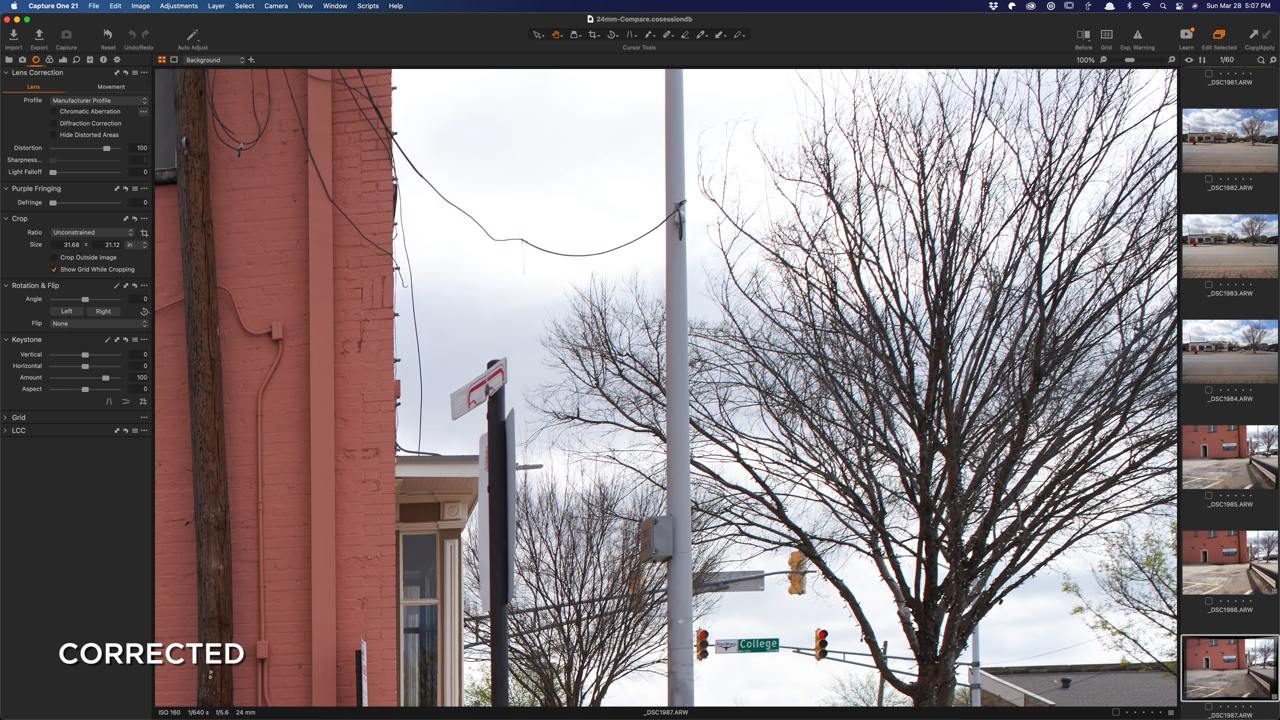 Capture One 21 File Edit Image Adjustments Layer Select Camera View Window Scripts Help Sun Mar 28 5:07 PM
24mm-Compare.cosessiondb
Import Export Capture Reset Undo/Redo Auto Adjust Cursor Tools Before Grid Exp. Warning Learn Edit Selected Copy/Apply
Background 100% 1/60
Lens Correction
Lens Movement
Profile Manufacturer Profile
Chromatic Aberration
Diffraction Correction
Hide Distorted Areas
Distortion 100
Sharpness...
Light Falloff 0
Purple Fringing
Defringe 0
Crop
Ratio Unconstrained
Size 31.68 x 21.12 in
Crop Outside Image
Show Grid While Cropping
Rotation & Flip
Angle 0
Left Right
Flip None
Keystone
Vertical 0
Horizontal 0
Amount 100
Aspect 0
Grid
LCC
College
CORRECTED
_DSC1981.ARW
_DSC1982.ARW
_DSC1983.ARW
_DSC1984.ARW
_DSC1985.ARW
_DSC1986.ARW
_DSC1987.ARW
ISO 160 1/640 s f/5.6 24 mm _DSC1987.ARW